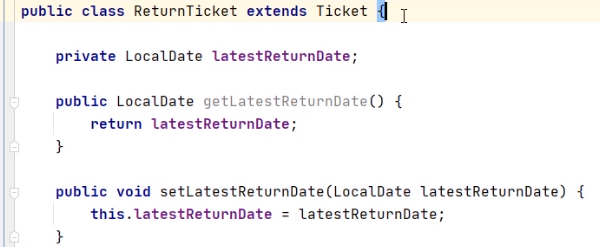 public class ReturnTicket extends Ticket {
private LocalDate latestReturnDate;
public LocalDate getLatestReturnDate() {
return latestReturnDate;
}
public void setLatestReturnDate(LocalDate latestReturnDate) {
this.latestReturnDate = latestReturnDate;
}